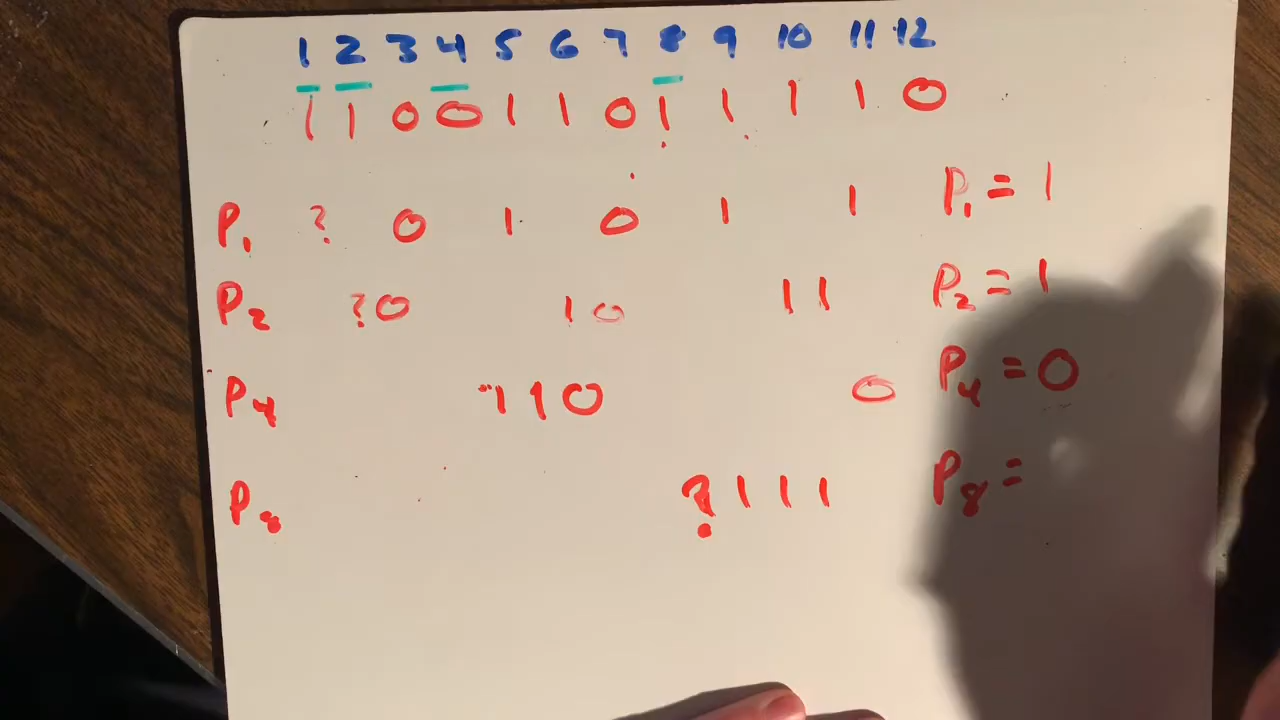 1 2 3 4 5 6 7 8 9 10 11 12
1 1 0 0 1 1 0 1 1 1 1 0
P1 ? 0 1 0 1 1 P1 = 1
P2 ? 0 1 0 1 1 P2 = 1
P4 ? 1 1 0 0 P4 = 0
P8 ? 1 1 1 P8 =